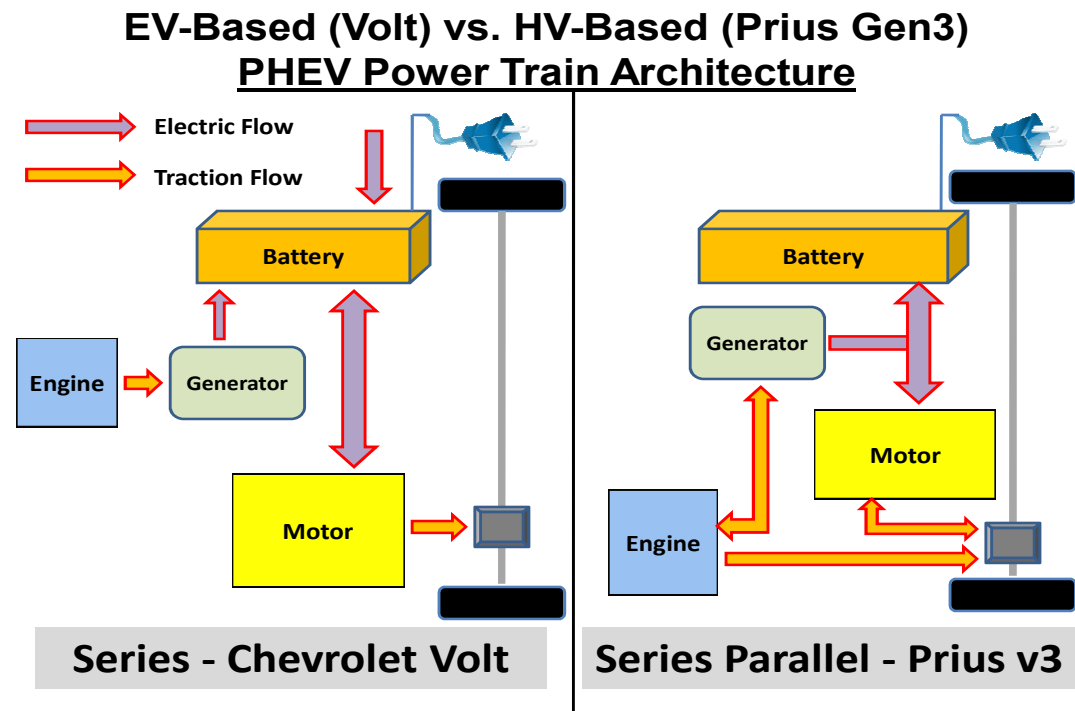 EV-Based (Volt) vs. HV-Based (Prius Gen3)
PHEV Power Train Architecture
Electric Flow
Traction Flow
Battery
Engine
Generator
Motor
Series - Chevrolet Volt
Battery
Generator
Motor
Engine
Series Parallel - Prius v3